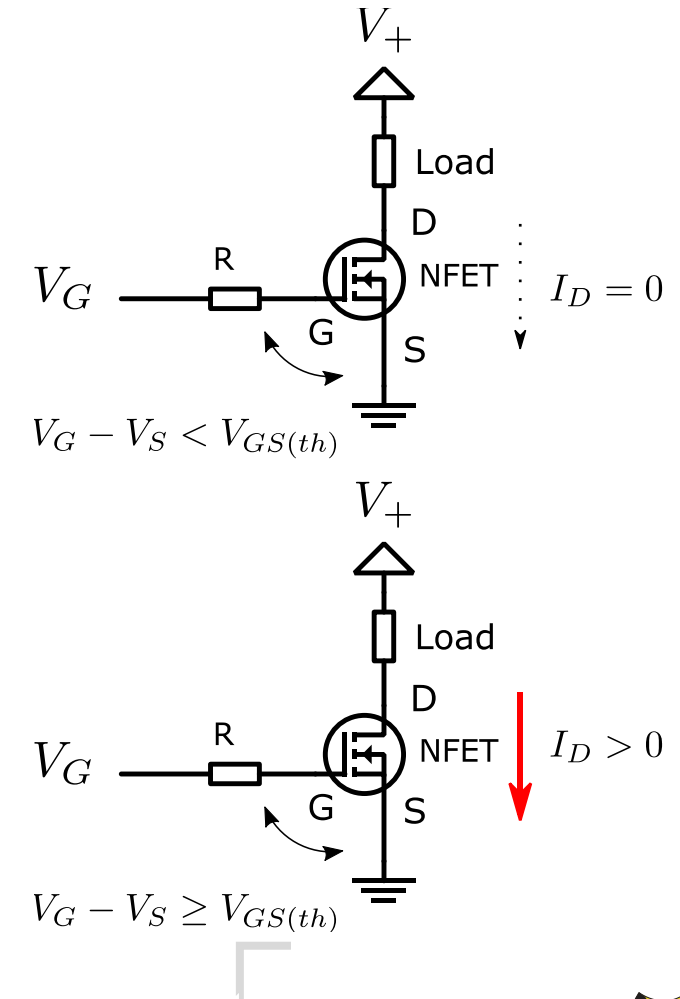 V₊
Load
D
R
NFET
V_G
I_D = 0
G
S
V_G − V_S < V_GS(th)
V₊
Load
D
R
NFET
V_G
I_D > 0
G
S
V_G − V_S ≥ V_GS(th)